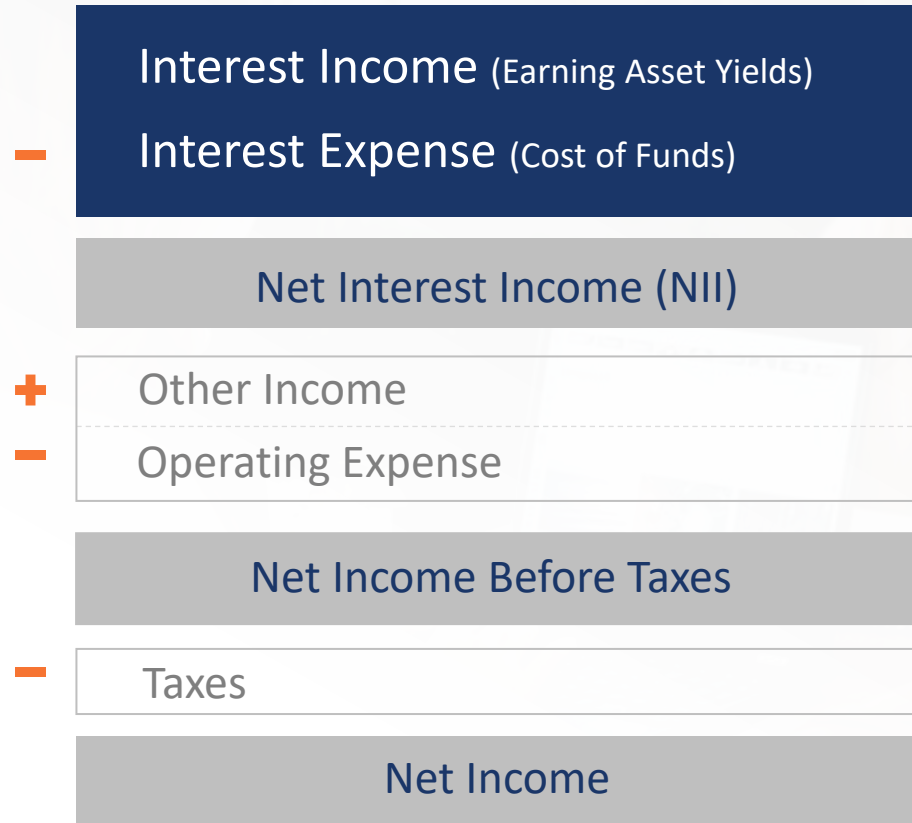 Interest Income (Earning Asset Yields)
- Interest Expense (Cost of Funds)
Net Interest Income (NII)
+ Other Income
- Operating Expense
Net Income Before Taxes
- Taxes
Net Income